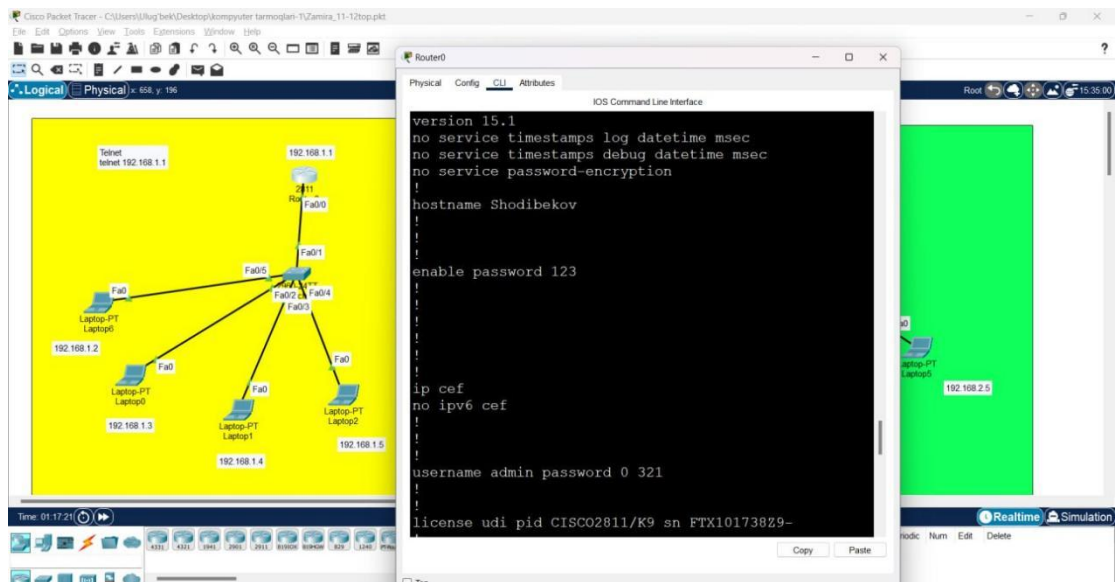 Cisco Packet Tracer - C:\Users\Ulug'bek\Desktop\kompyuter tarmoqlari-1\Zamira_11-12top.pkt
File Edit Options View Tools Extensions Window Help
?
Logical Physical x: 658, y: 196
Root 15:35:00
Router0
Physical Config CLI Attributes
IOS Command Line Interface
version 15.1
no service timestamps log datetime msec
no service timestamps debug datetime msec
no service password-encryption
!
hostname Shodibekov
!
!
!
enable password 123
!
!
!
!
!
!
ip cef
no ipv6 cef
!
!
!
username admin password 0 321
!
!
license udi pid CISCO2811/K9 sn FTX101738Z9-
Copy Paste
Top
Telnet
telnet 192.168.1.1
192.168.1.1
2811
Fa0/0
Fa0/1
Fa0/5
Fa0/2 Fa0/4
Fa0/3
Fa0
Laptop-PT
Laptop6
192.168.1.2
Fa0
Laptop-PT
Laptop0
192.168.1.3
Fa0
Laptop-PT
Laptop1
192.168.1.4
Fa0
Laptop-PT
Laptop2
192.168.1.5
Laptop5
192.168.2.5
Time: 01:17:21
Realtime Simulation
4331 4321 1941 2901 2911 819IOX 819HGW 829 1240
Num Edit Delete